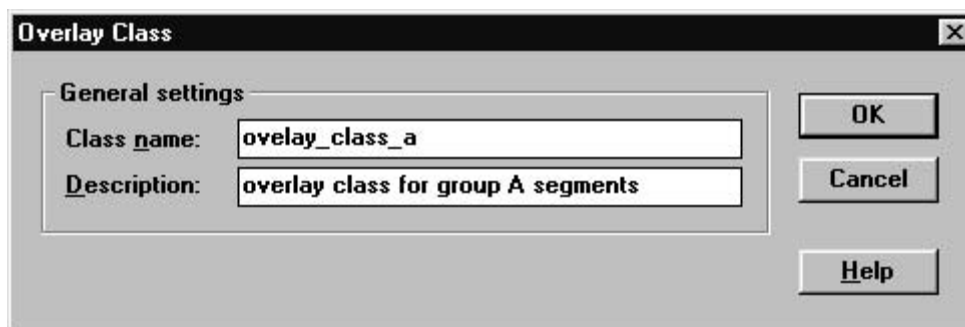 Overlay Class
General settings
Class name:
ovelay_class_a
Description:
overlay class for group A segments
OK
Cancel
Help